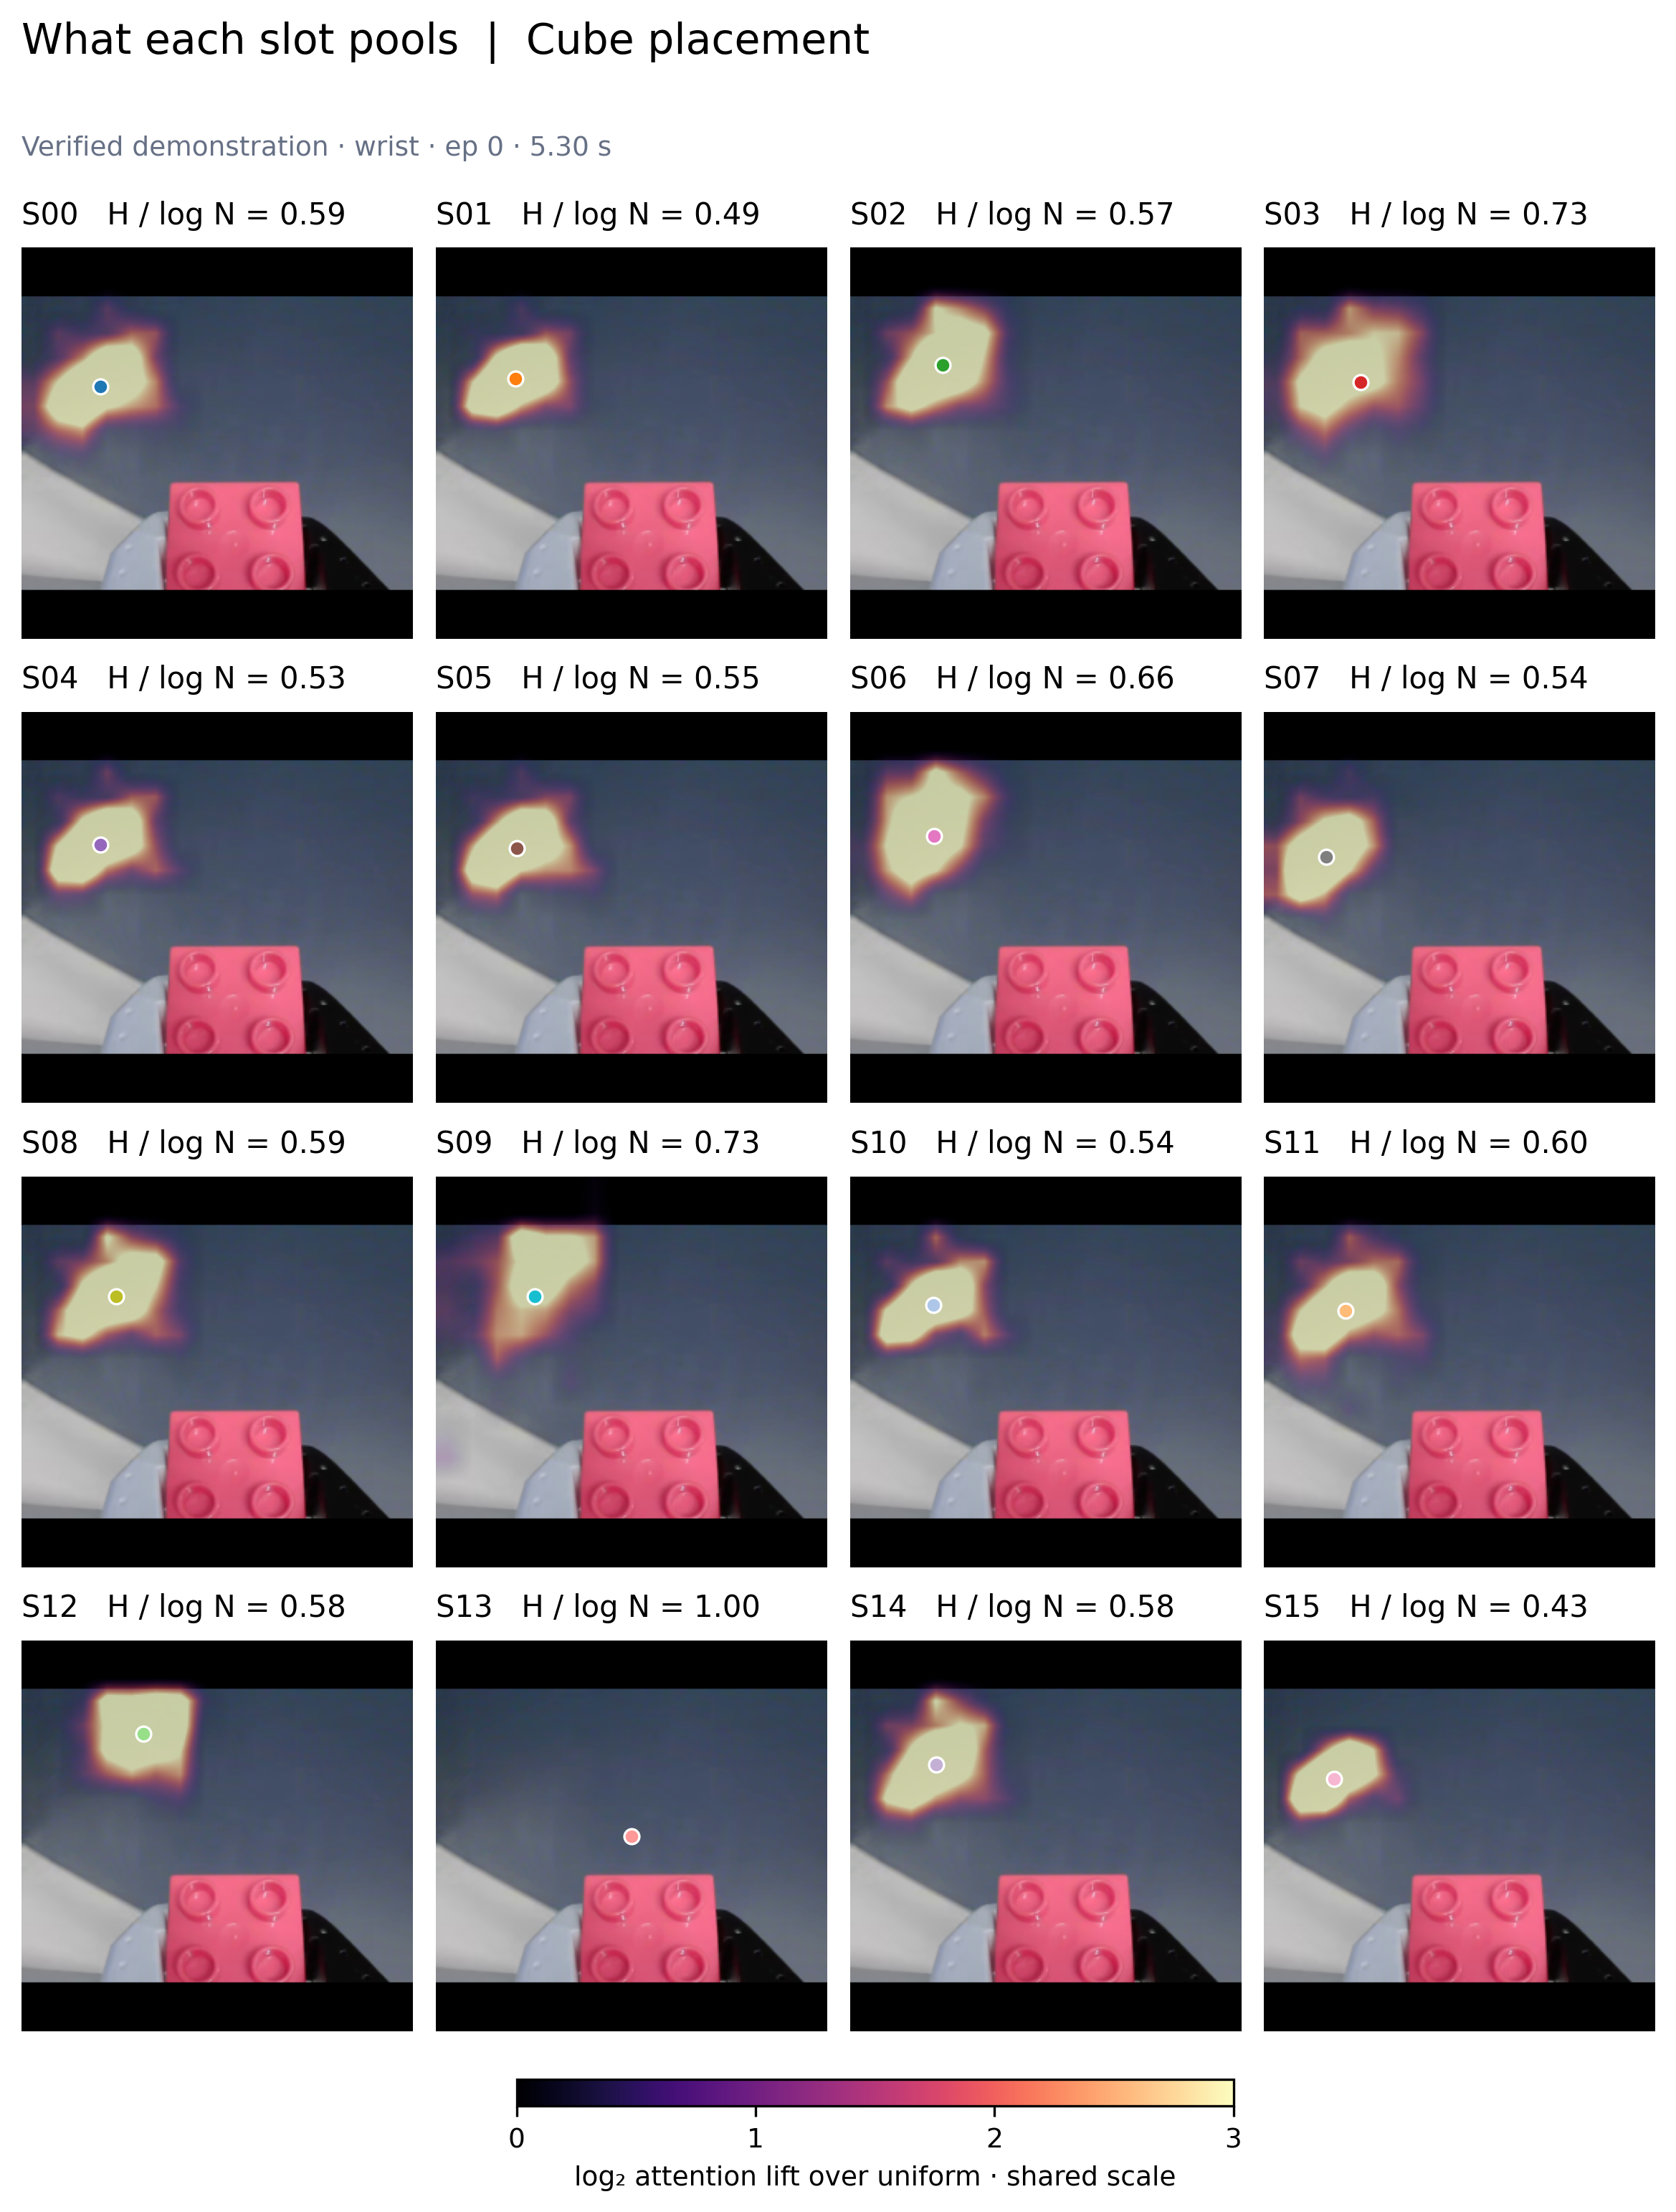 What each slot pools | Cube placement
Verified demonstration · wrist · ep 0 · 5.30 s
S00 H / log N = 0.59
S01 H / log N = 0.49
S02 H / log N = 0.57
S03 H / log N = 0.73
S04 H / log N = 0.53
S05 H / log N = 0.55
S06 H / log N = 0.66
S07 H / log N = 0.54
S08 H / log N = 0.59
S09 H / log N = 0.73
S10 H / log N = 0.54
S11 H / log N = 0.60
S12 H / log N = 0.58
S13 H / log N = 1.00
S14 H / log N = 0.58
S15 H / log N = 0.43
0 1 2 3
log₂ attention lift over uniform · shared scale